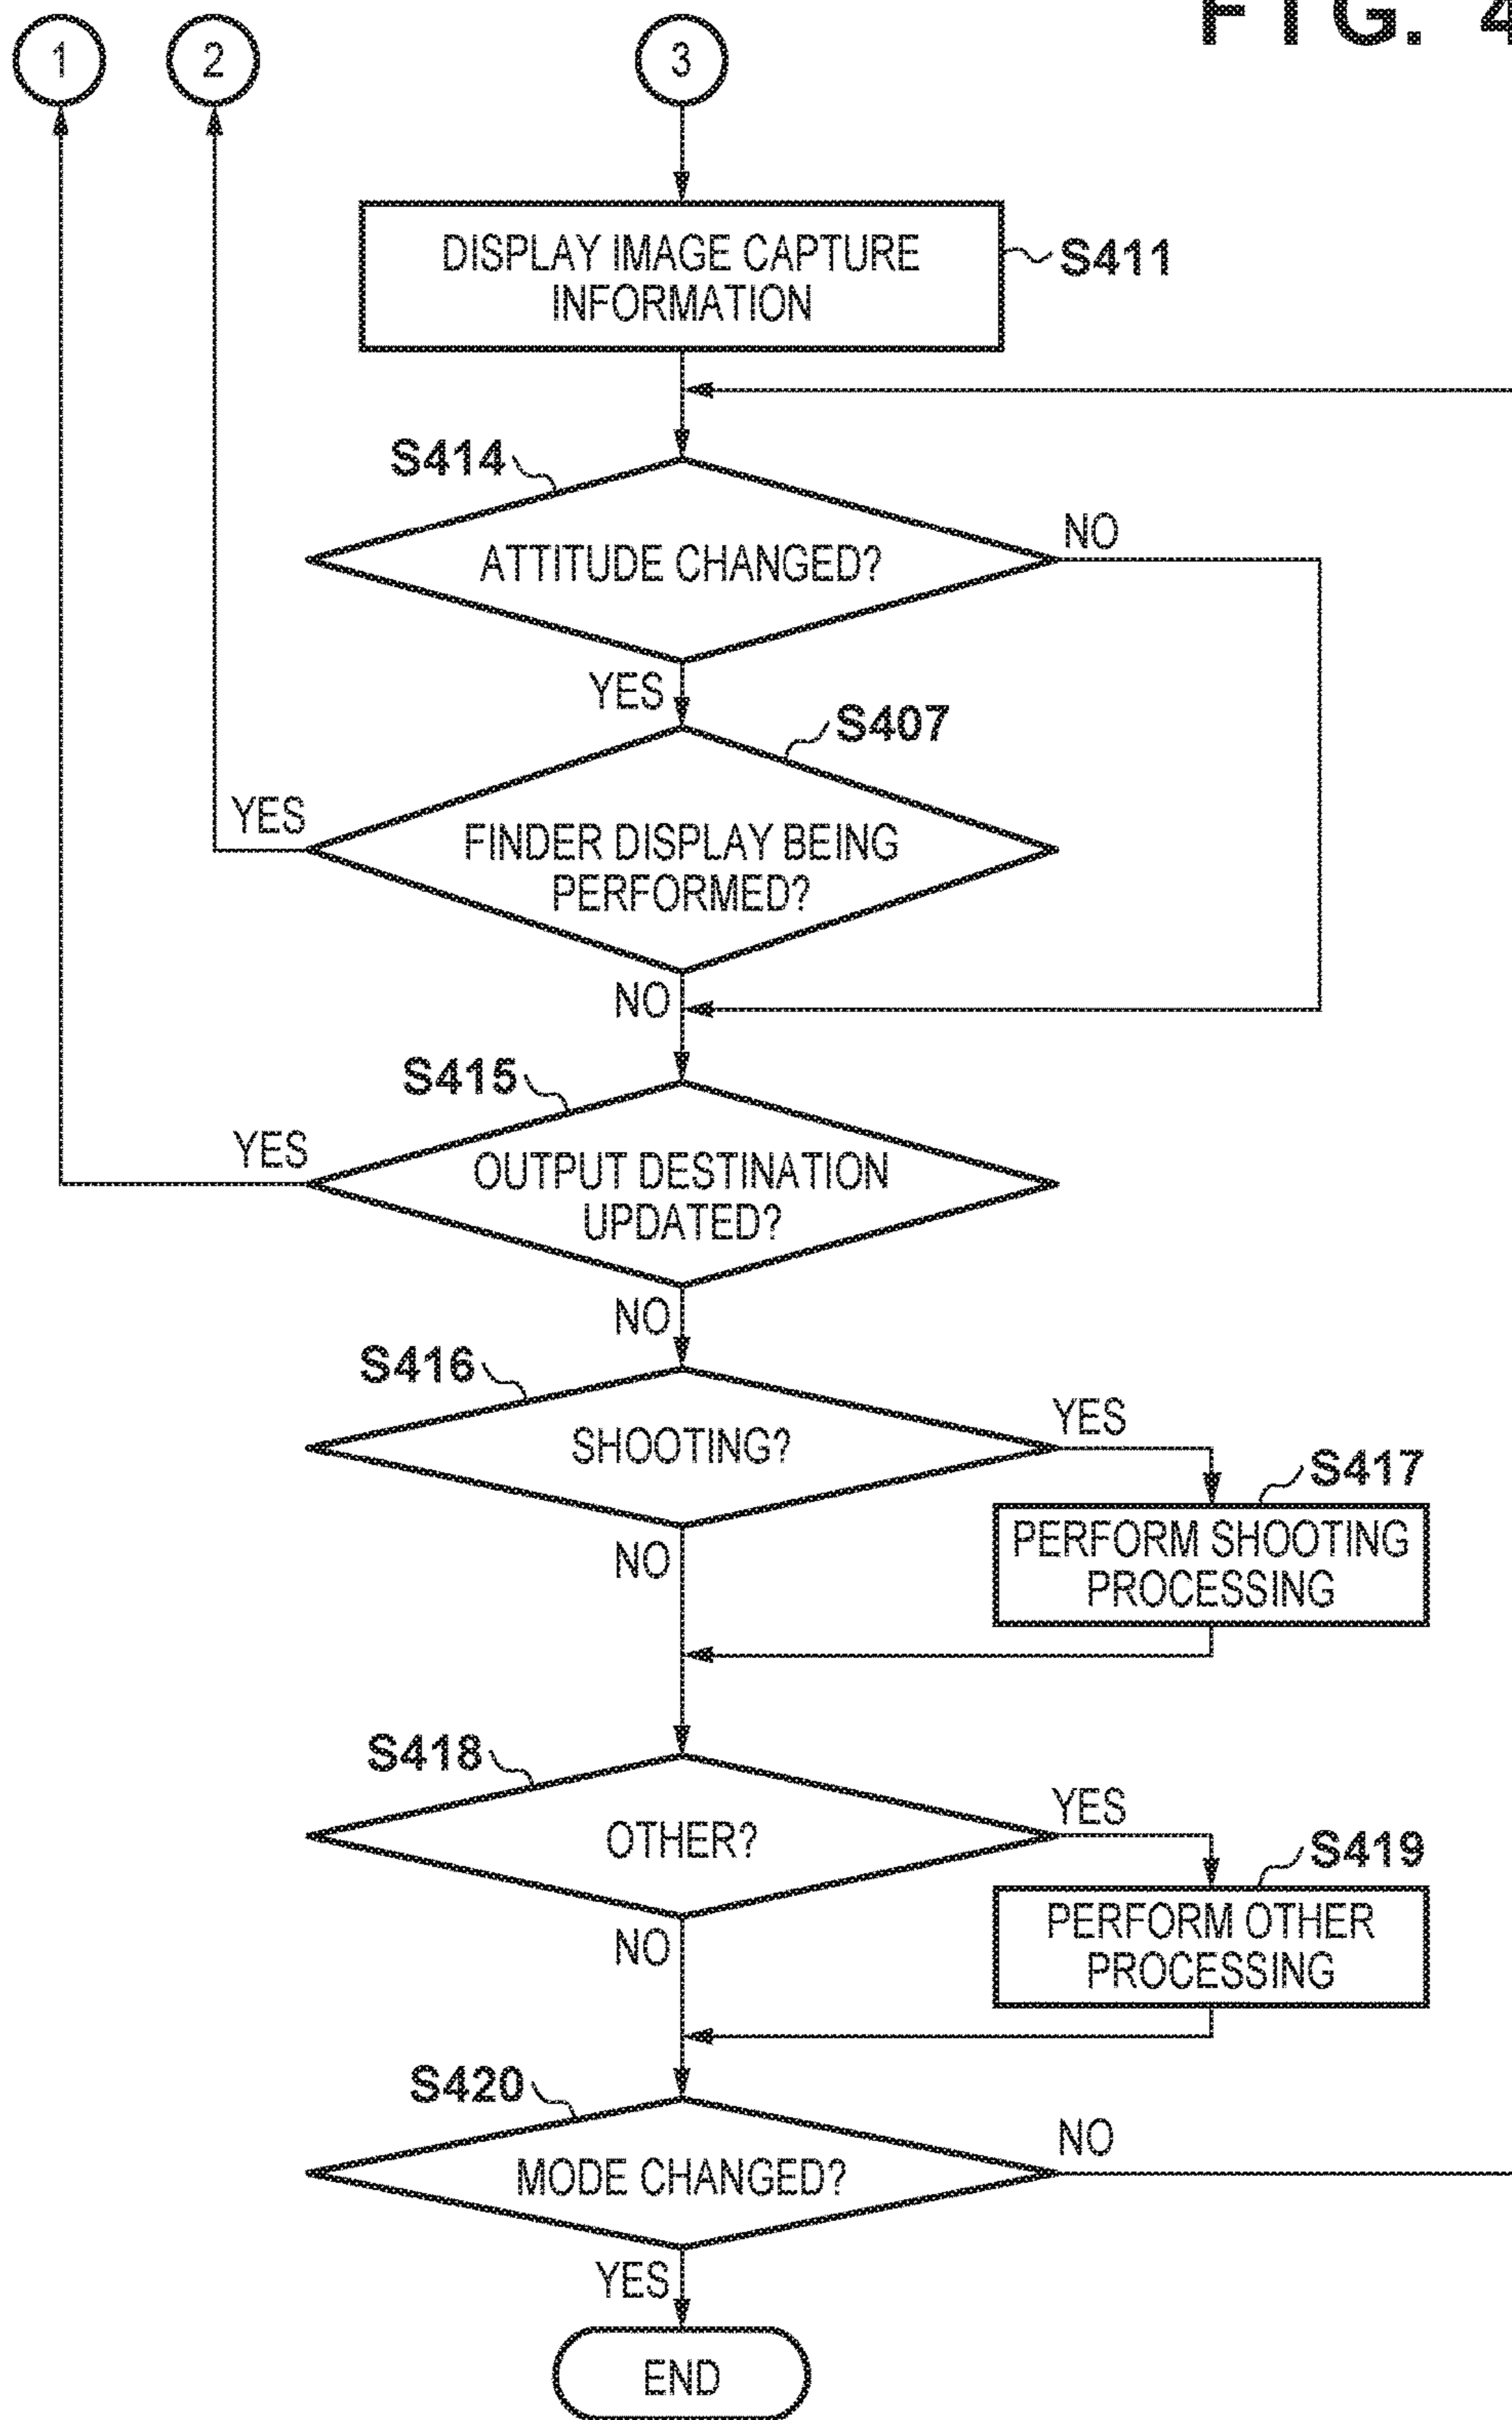 FIG. 4
1
2
3
DISPLAY IMAGE CAPTURE
INFORMATION
S411
S414
ATTITUDE CHANGED?
NO
YES
S407
YES
FINDER DISPLAY BEING
PERFORMED?
NO
S415
YES
OUTPUT DESTINATION
UPDATED?
NO
S416
SHOOTING?
YES
S417
NO
PERFORM SHOOTING
PROCESSING
S418
OTHER?
YES
S419
NO
PERFORM OTHER
PROCESSING
S420
MODE CHANGED?
NO
YES
END